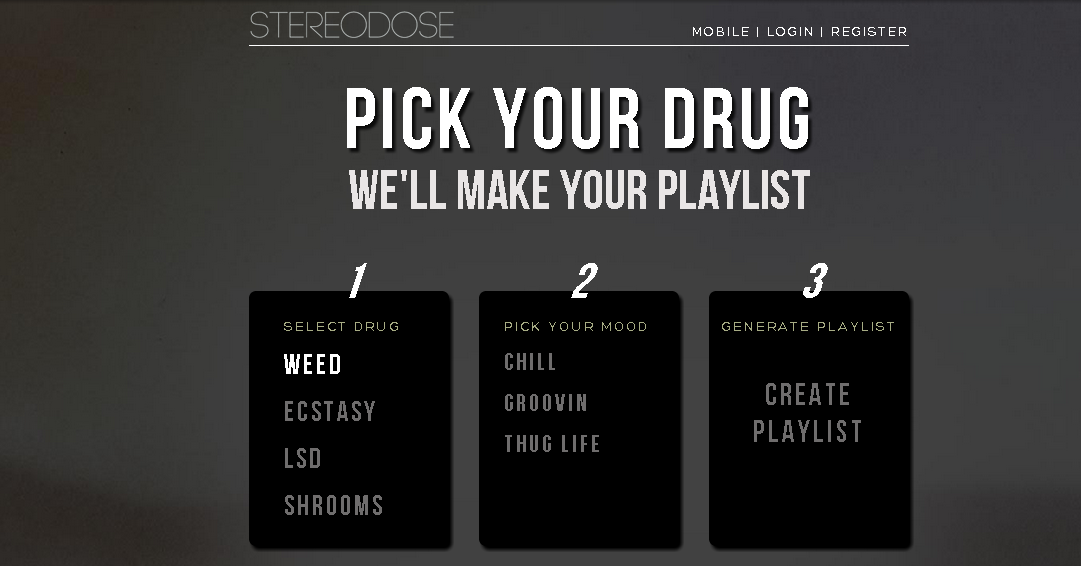 STEREODOSE
MOBILE | LOGIN | REGISTER
PICK YOUR DRUG
WE'LL MAKE YOUR PLAYLIST
1
SELECT DRUG
WEED
ECSTASY
LSD
SHROOMS
2
PICK YOUR MOOD
CHILL
GROOVIN
THUG LIFE
3
GENERATE PLAYLIST
CREATE
PLAYLIST